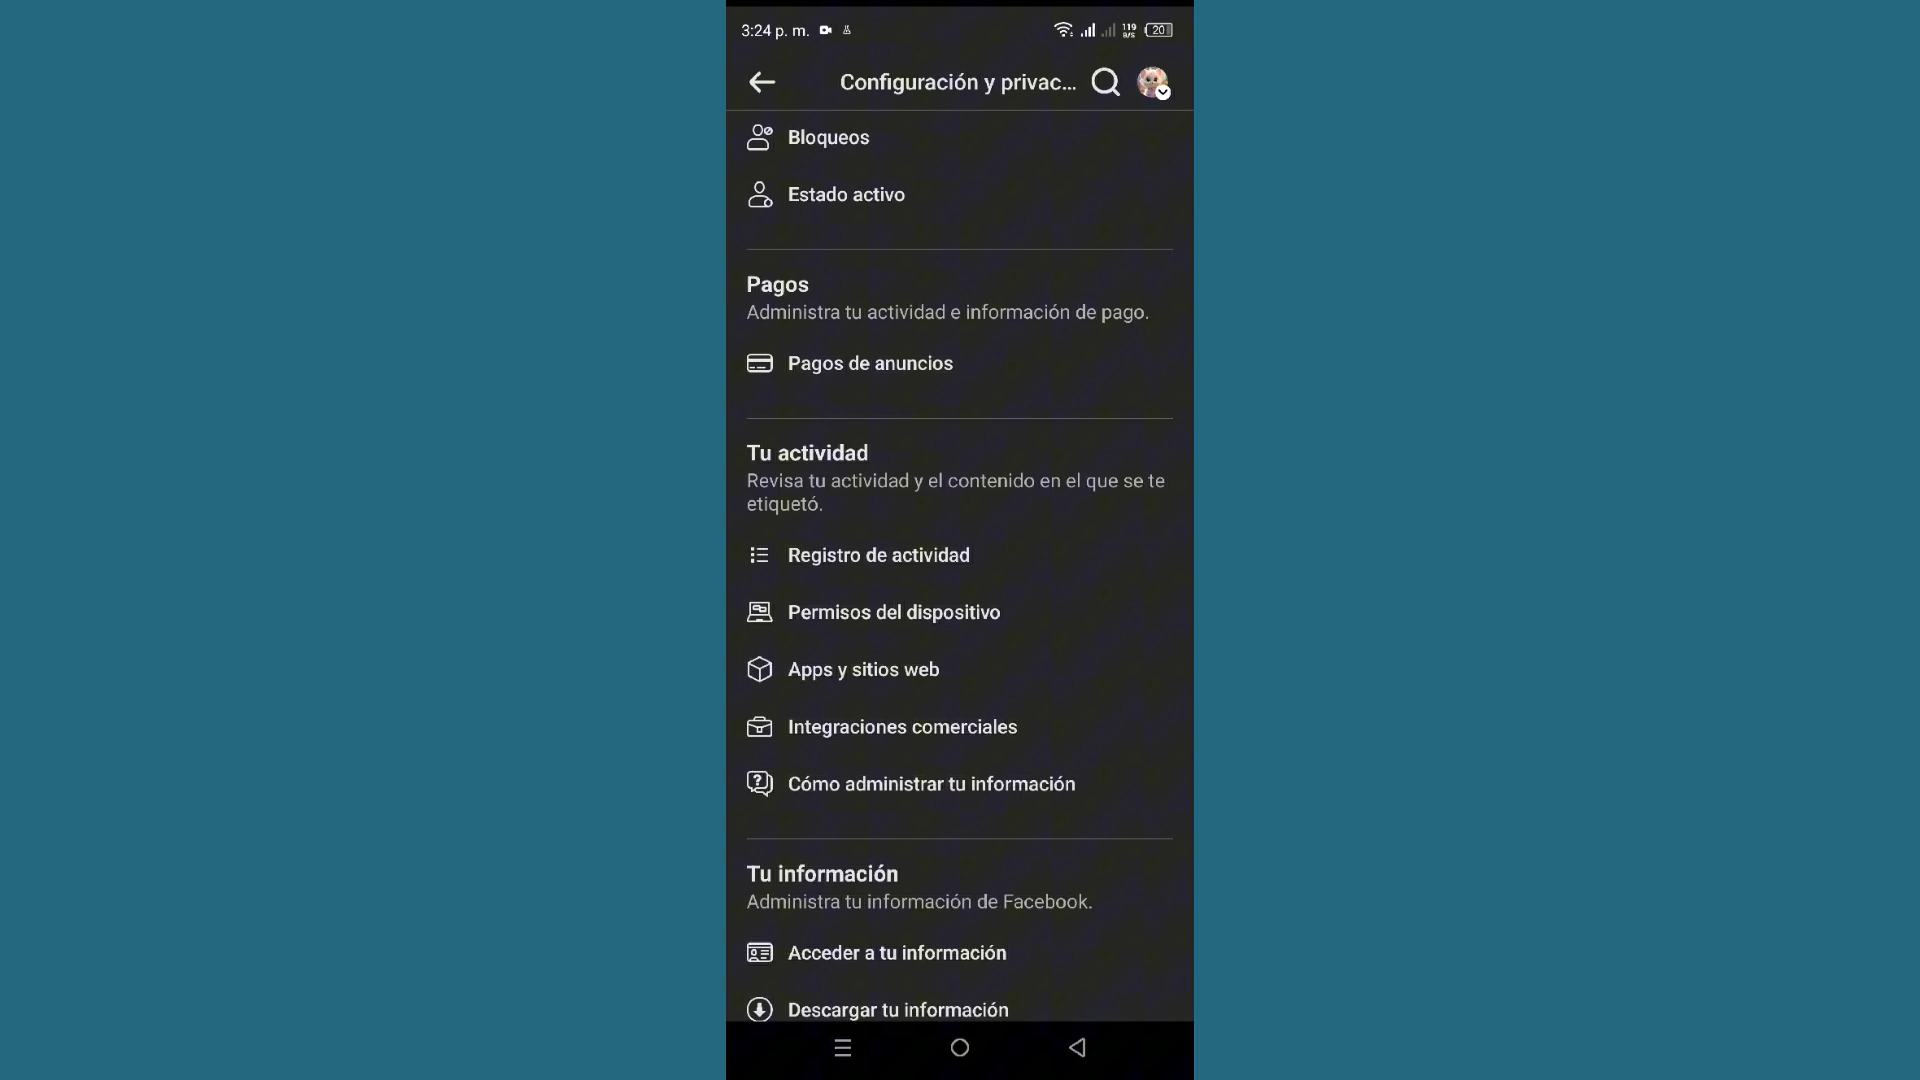 3:24 p. m.
119
B/S
20
Configuración y privac...
Bloqueos
Estado activo
Pagos
Administra tu actividad e información de pago.
Pagos de anuncios
Tu actividad
Revisa tu actividad y el contenido en el que se te
etiquetó.
Registro de actividad
Permisos del dispositivo
Apps y sitios web
Integraciones comerciales
Cómo administrar tu información
Tu información
Administra tu información de Facebook.
Acceder a tu información
Descargar tu información